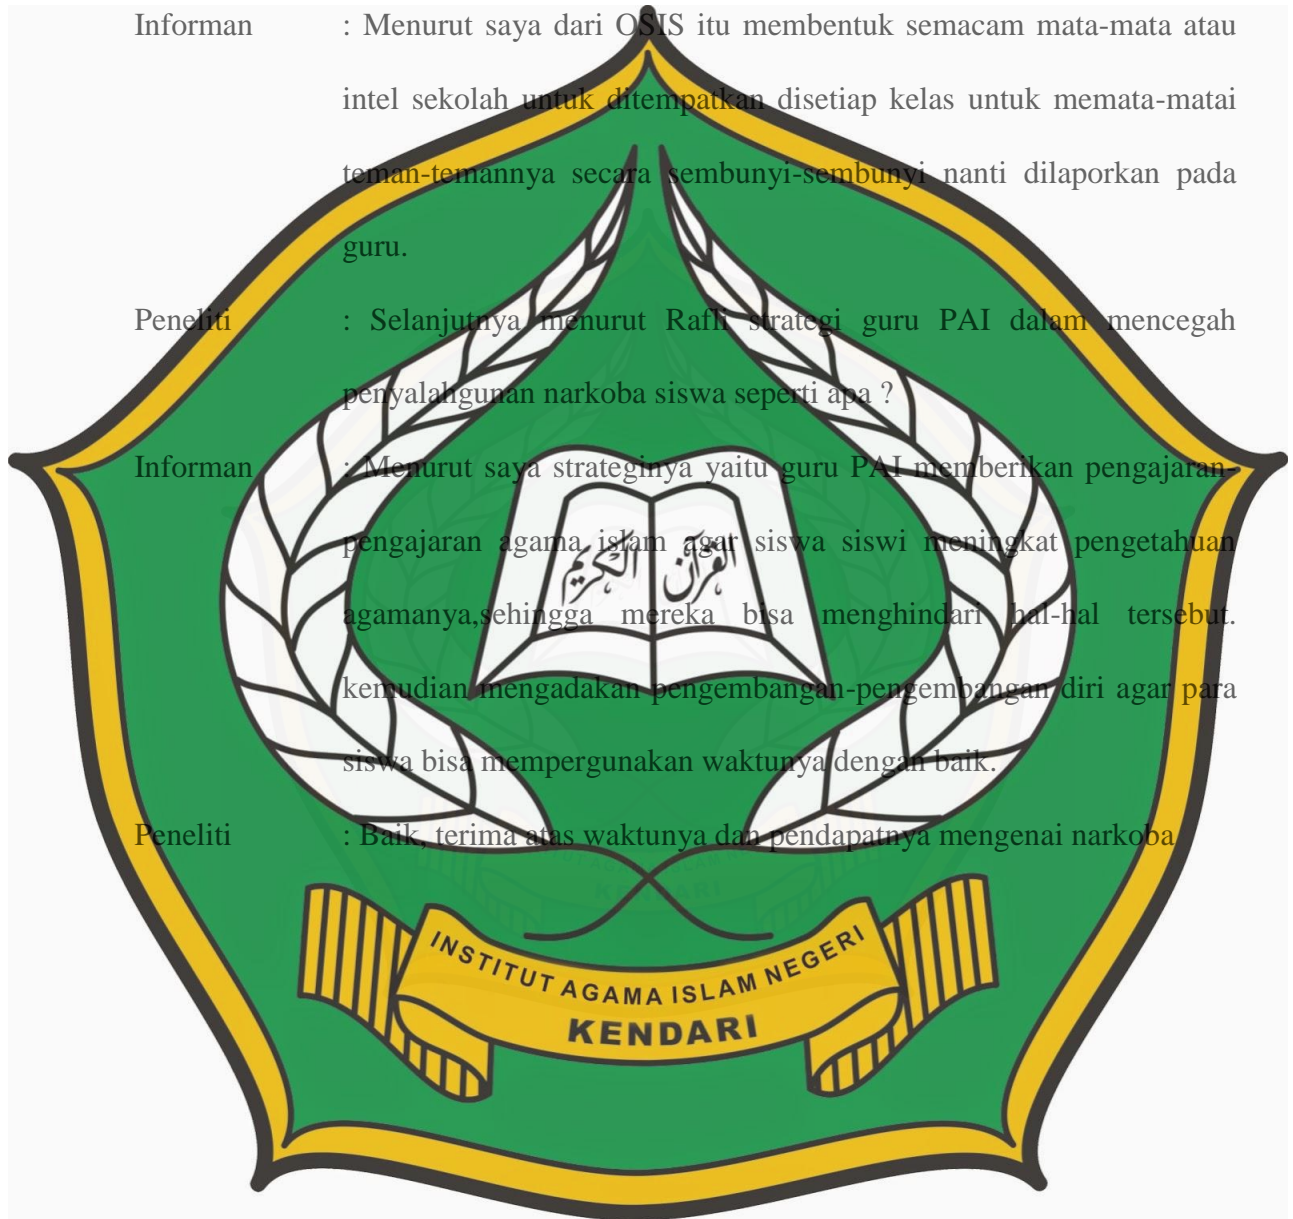 Informan : Menurut saya dari OSIS itu membentuk semacam mata-mata atau
intel sekolah untuk ditempatkan disetiap kelas untuk memata-matai
teman-temannya secara sembunyi-sembunyi nanti dilaporkan pada
guru.
Peneliti : Selanjutnya menurut Rafli strategi guru PAI dalam mencegah
penyalahgunan narkoba siswa seperti apa ?
Informan : Menurut saya strateginya yaitu guru PAI memberikan pengajaran-
pengajaran agama islam agar siswa siswi meningkat pengetahuan
agamanya,sehingga mereka bisa menghindari hal-hal tersebut.
kemudian mengadakan pengembangan-pengembangan diri agar para
siswa bisa mempergunakan waktunya dengan baik.
Peneliti : Baik, terima atas waktunya dan pendapatnya mengenai narkoba
القرآن الكريم
INSTITUT AGAMA ISLAM NEGERI
KENDARI